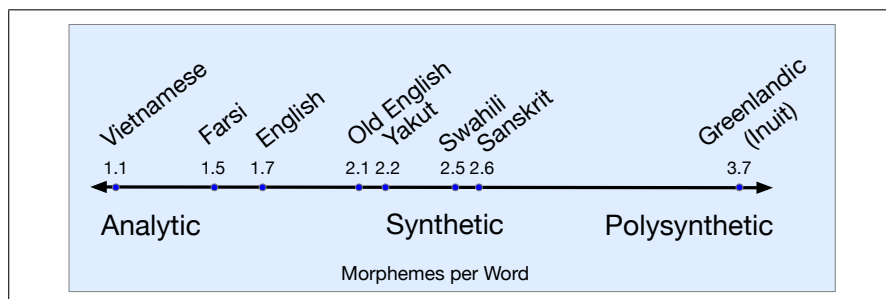 Vietnamese
Farsi
English
Old English
Yakut
Swahili
Sanskrit
Greenlandic
(Inuit)
1.1 1.5 1.7 2.1 2.2 2.5 2.6 3.7
Analytic Synthetic Polysynthetic
Morphemes per Word